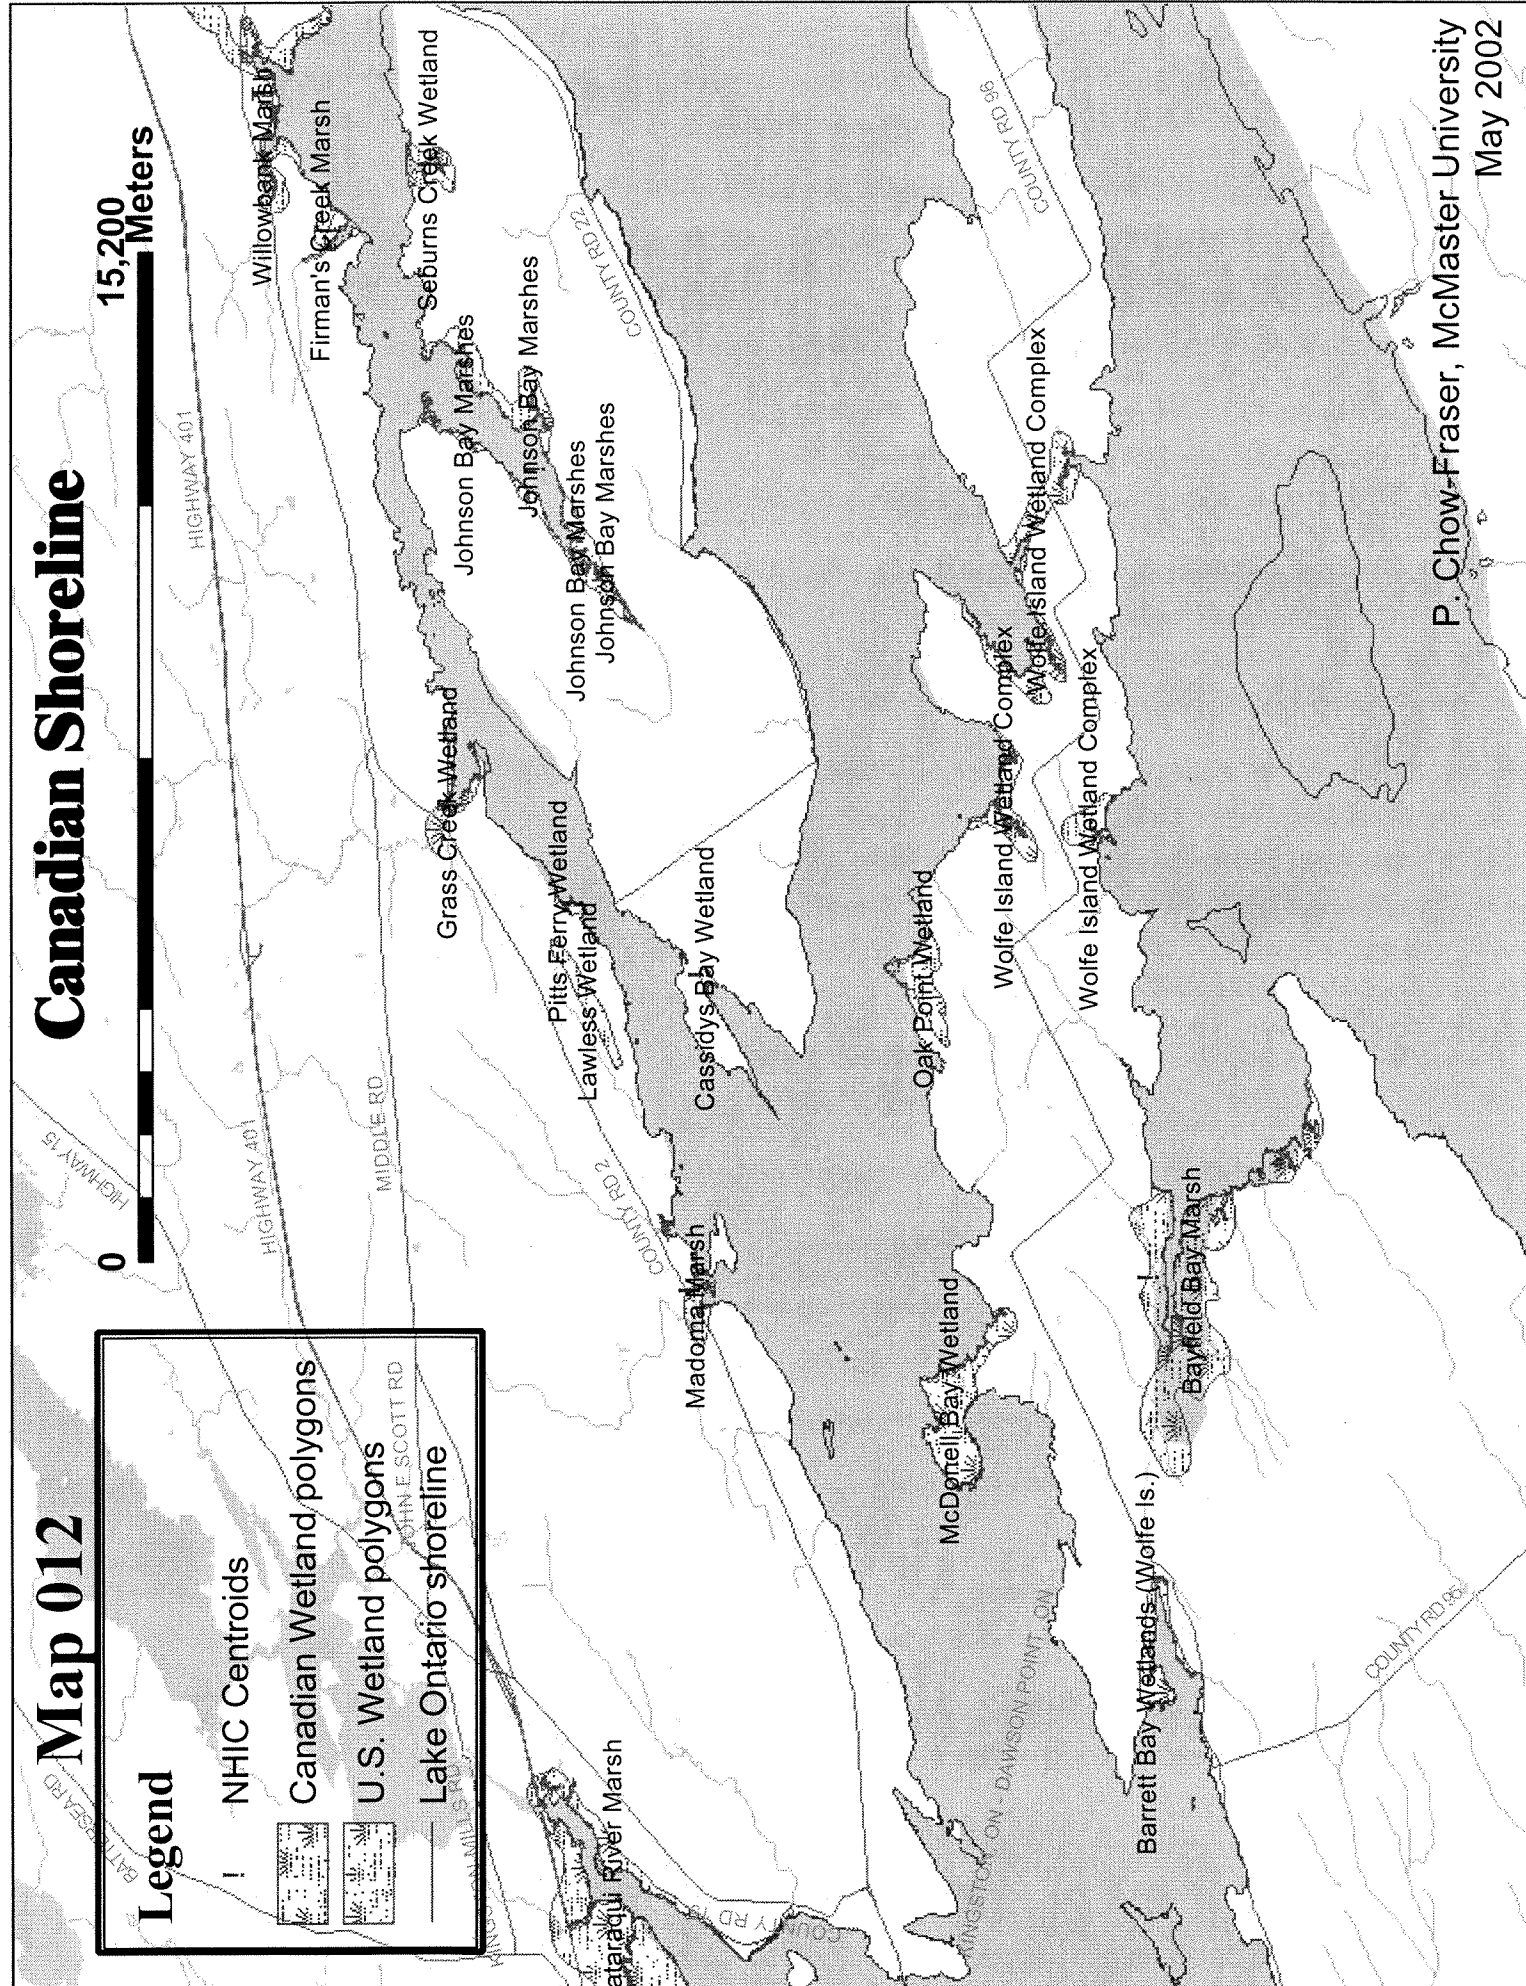 Map 012
Canadian Shoreline
Legend
! NHIC Centroids
Canadian Wetland polygons
U.S. Wetland polygons
Lake Ontario shoreline
0
15,200
Meters
BATTERSEA RD
HIGHWAY 15
HIGHWAY 401
HIGHWAY 401
MIDDLE RD
JOHN E SCOTT RD
COUNTY RD 2
COUNTY RD 22
COUNTY RD 96
COUNTY RD 95
KINGSTON ON - DAWSON POINT ON
Willowbank Marsh
Firman's Creek Marsh
Seburns Creek Wetland
Johnson Bay Marshes
Johnson Bay Marshes
Johnson Bay Marshes
Johnson Bay Marshes
Grass Creek Wetland
Pitts Ferry Wetland
Lawless Wetland
Cassidys Bay Wetland
Madoma Marsh
ataraqui River Marsh
Oak Point Wetland
McDonell Bay Wetland
Wolfe Island Wetland Complex
Wolfe Island Wetland Complex
Wolfe Island Wetland Complex
Bayfield Bay Marsh
Barrett Bay Wetlands (Wolfe Is.)
P. Chow-Fraser, McMaster University
May 2002